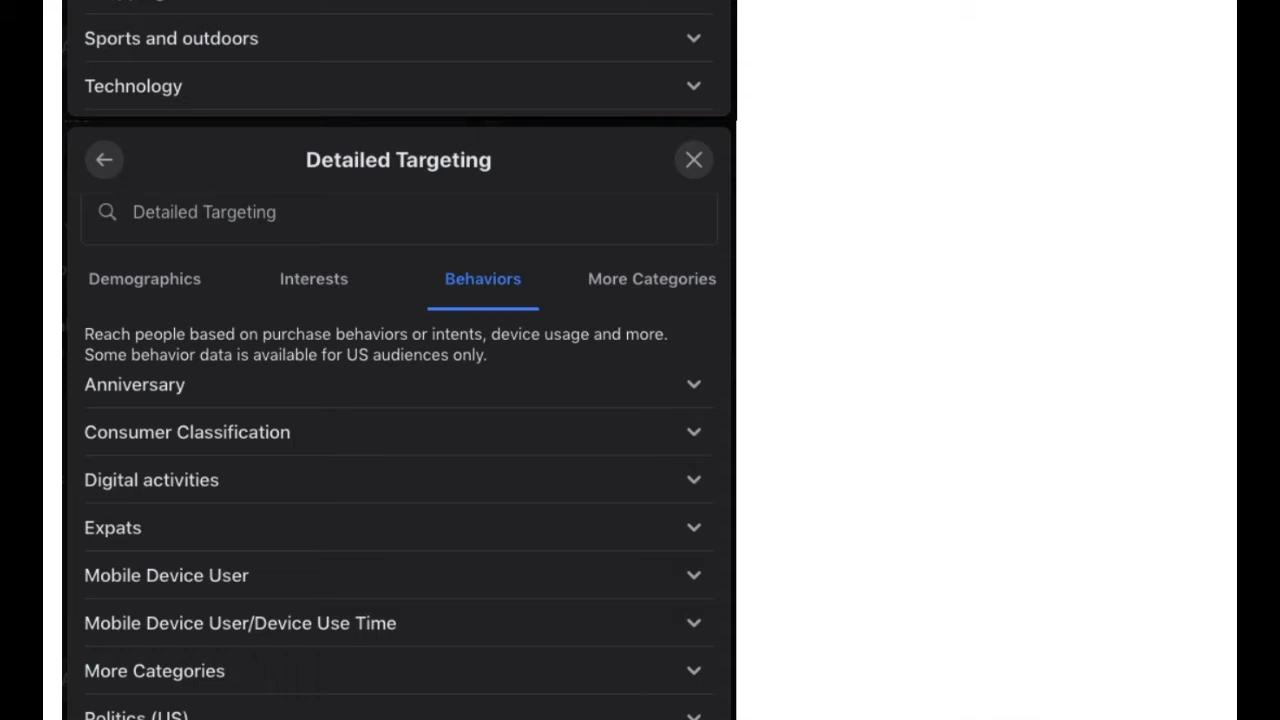 Sports and outdoors
Technology
Detailed Targeting
Detailed Targeting
Demographics Interests Behaviors More Categories
Reach people based on purchase behaviors or intents, device usage and more.
Some behavior data is available for US audiences only.
Anniversary
Consumer Classification
Digital activities
Expats
Mobile Device User
Mobile Device User/Device Use Time
More Categories
Politics (US)